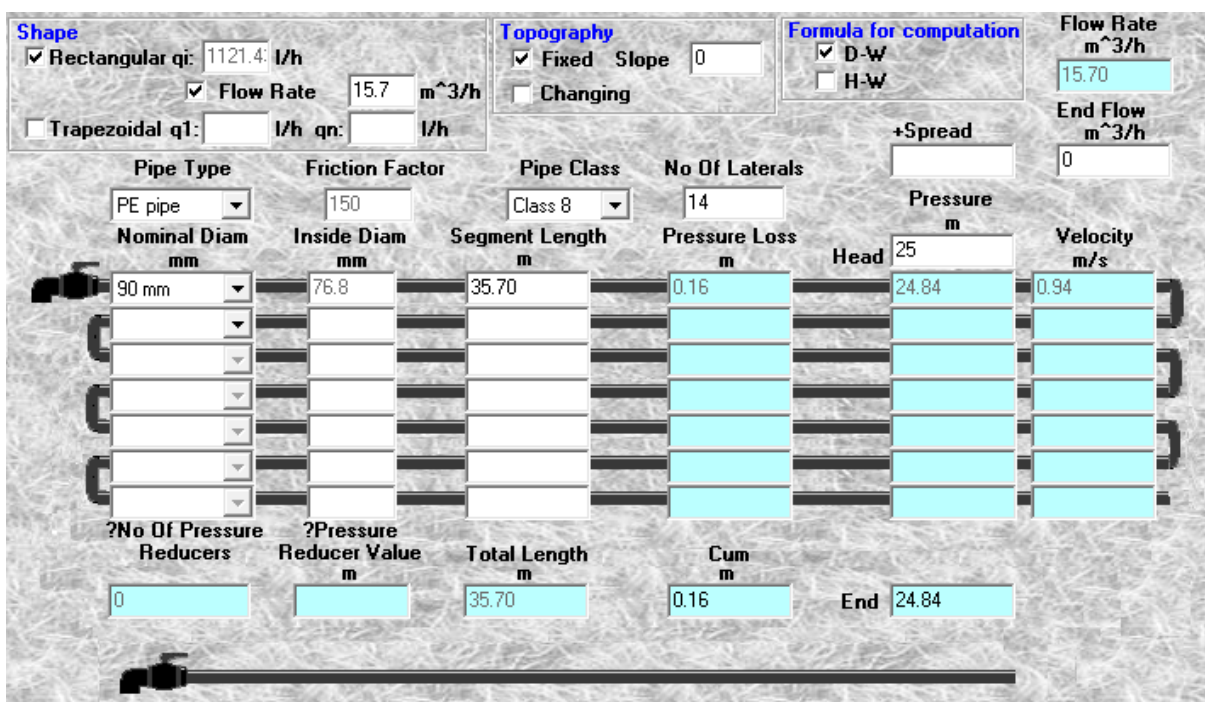 Shape
Rectangular qi: 1121.4 l/h
Flow Rate 15.7 m^3/h
Trapezoidal q1: l/h qn: l/h
Topography
Fixed Slope 0
Changing
Formula for computation
D-W
H-W
Flow Rate
m^3/h
15.70
End Flow
m^3/h
0
+Spread
Pipe Type Friction Factor Pipe Class No Of Laterals
PE pipe 150 Class 8 14
Pressure
m
Nominal Diam Inside Diam Segment Length Pressure Loss Velocity
mm mm m m Head 25 m/s
90 mm 76.8 35.70 0.16 24.84 0.94
?No Of Pressure ?Pressure
Reducers Reducer Value Total Length Cum
m m m
0 35.70 0.16 End 24.84